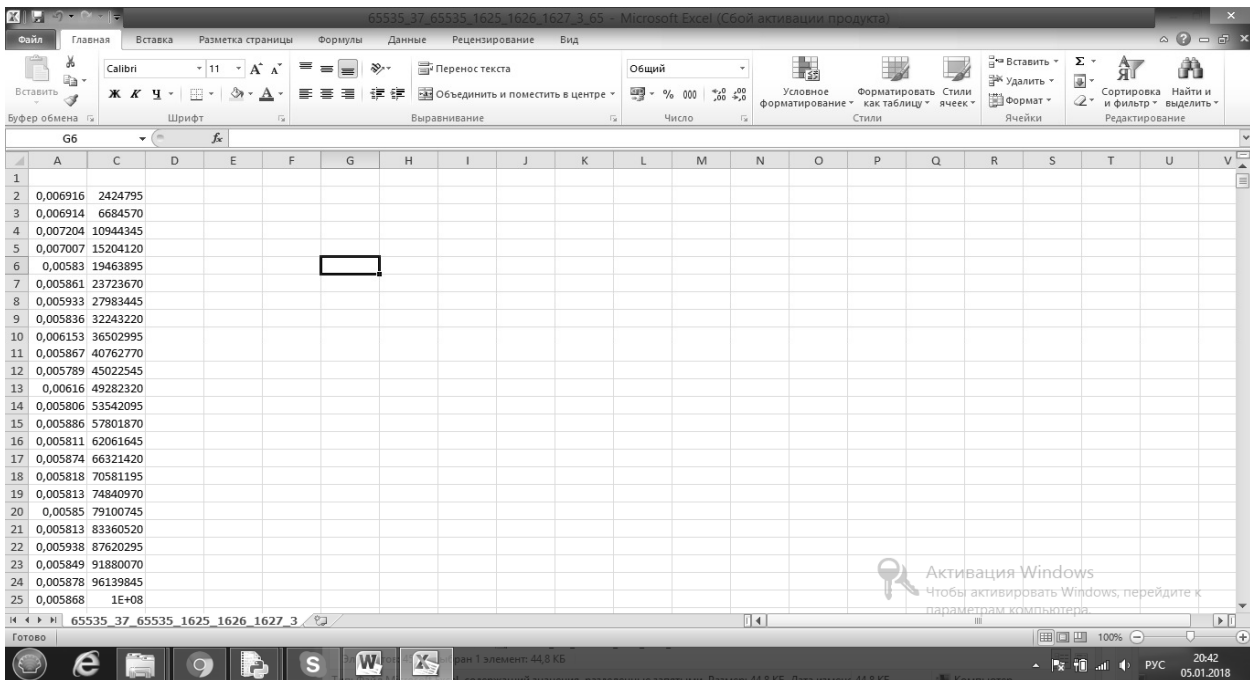 65535_37_65535_1625_1626_1627_3_65 - Microsoft Excel (Сбой активации продукта)
Файл Главная Вставка Разметка страницы Формулы Данные Рецензирование Вид
Вставить
Calibri 11
Ж К Ч
Перенос текста
Объединить и поместить в центре
Общий
% 000
Условное форматирование
Форматировать как таблицу
Стили ячеек
Вставить
Удалить
Формат
Σ
Сортировка и фильтр
Найти и выделить
Буфер обмена Шрифт Выравнивание Число Стили Ячейки Редактирование
G6 fx
A C D E F G H I J K L M N O P Q R S T U V
1
2 0,006916 2424795
3 0,006914 6684570
4 0,007204 10944345
5 0,007007 15204120
6 0,00583 19463895
7 0,005861 23723670
8 0,005933 27983445
9 0,005836 32243220
10 0,006153 36502995
11 0,005867 40762770
12 0,005789 45022545
13 0,00616 49282320
14 0,005806 53542095
15 0,005886 57801870
16 0,005811 62061645
17 0,005874 66321420
18 0,005818 70581195
19 0,005813 74840970
20 0,00585 79100745
21 0,005813 83360520
22 0,005938 87620295
23 0,005849 91880070
24 0,005878 96139845
25 0,005868 1E+08
Активация Windows
Чтобы активировать Windows, перейдите к
параметрам компьютера.
65535_37_65535_1625_1626_1627_3
Готово 100%
1 элемент: 44,8 КБ
РУС
20:42
05.01.2018